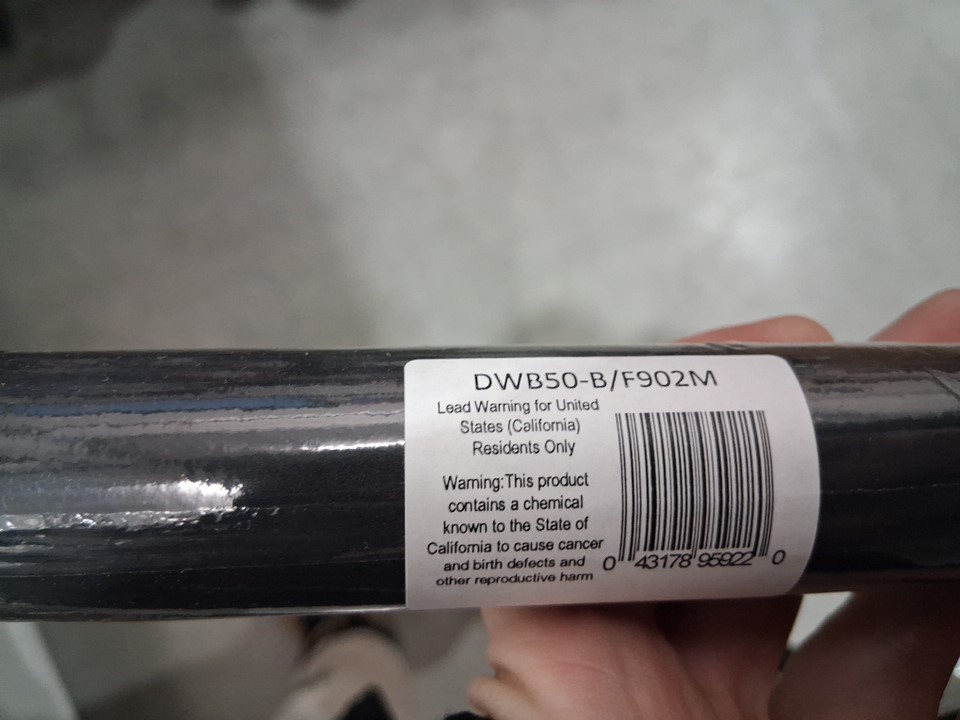 DWB50-B/F902M
Lead Warning for United
States (California)
Residents Only
Warning:This product
contains a chemical
known to the State of
California to cause cancer
and birth defects and
other reproductive harm
0 43178 95922 0